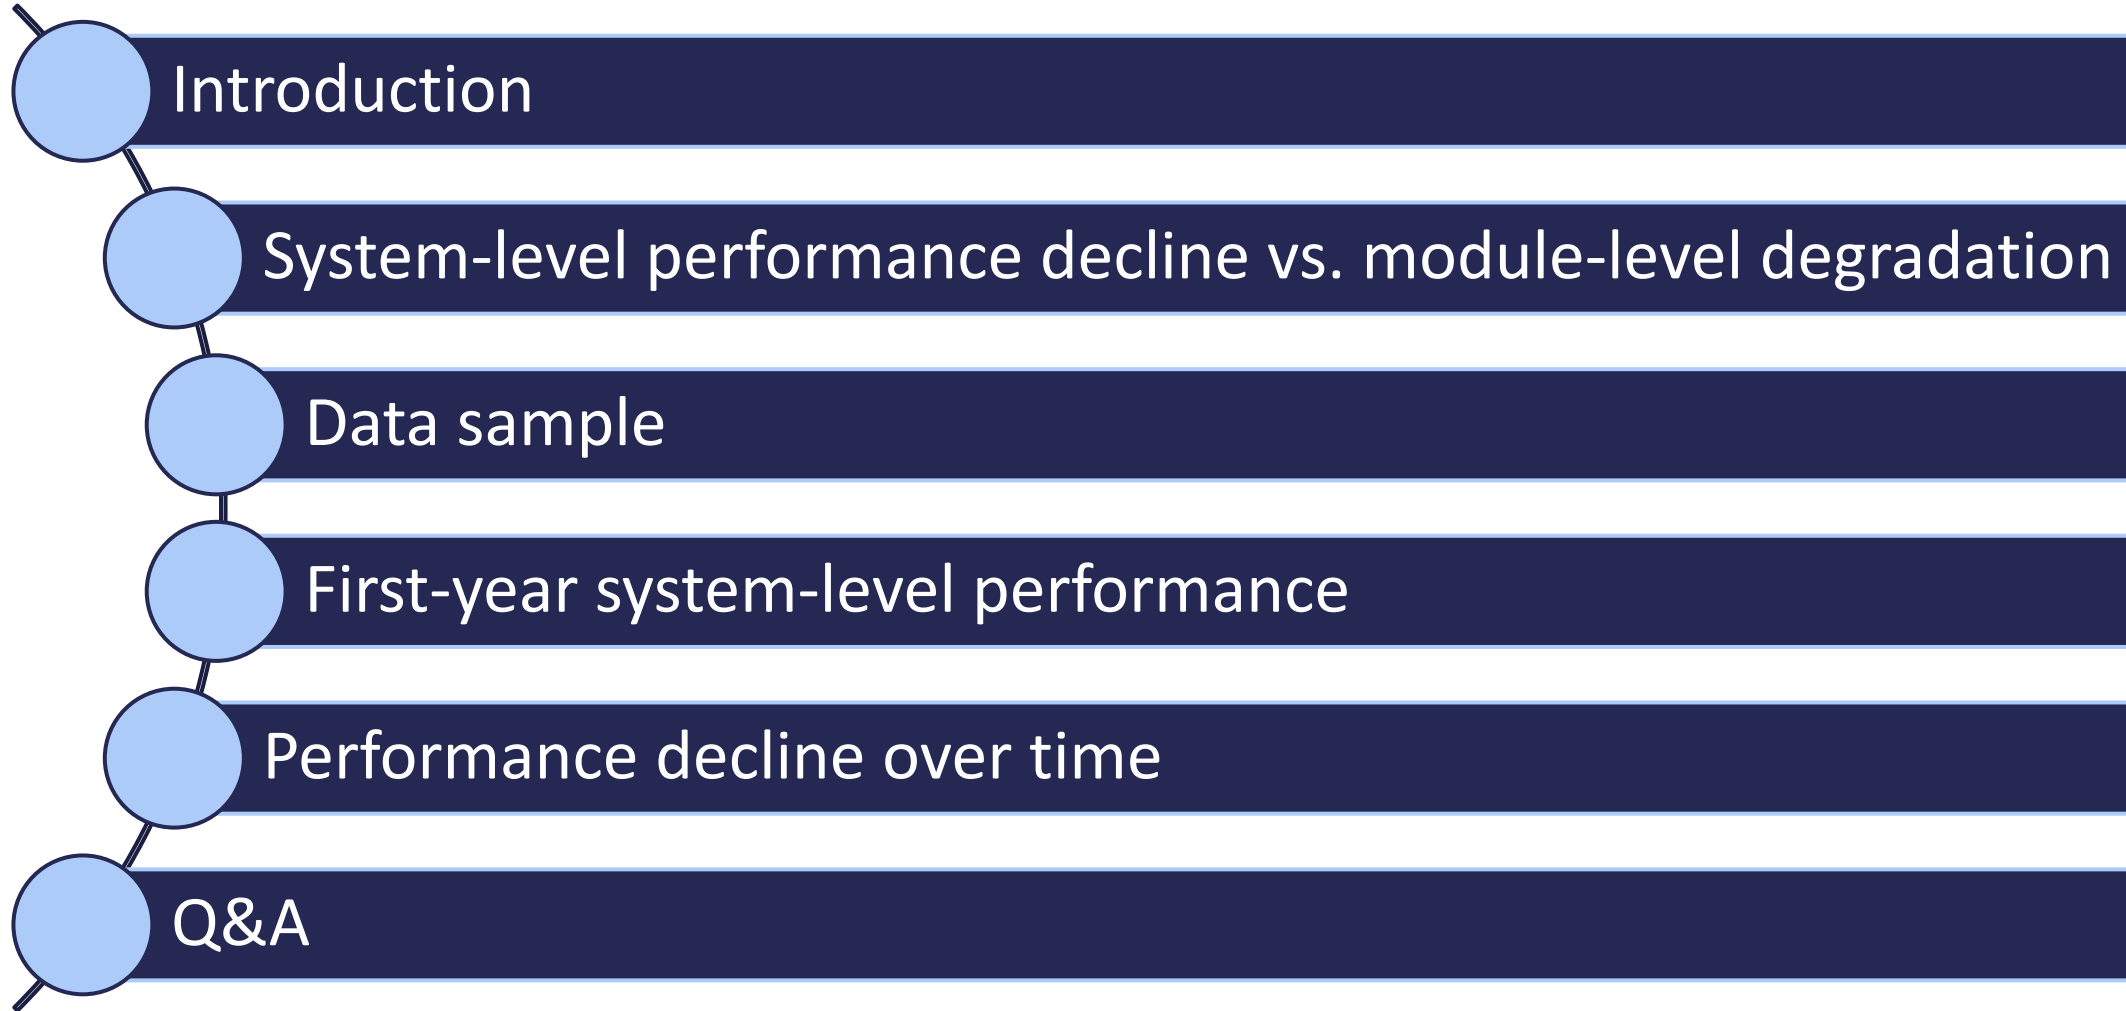 Introduction
System-level performance decline vs. module-level degradation
Data sample
First-year system-level performance
Performance decline over time
Q&A